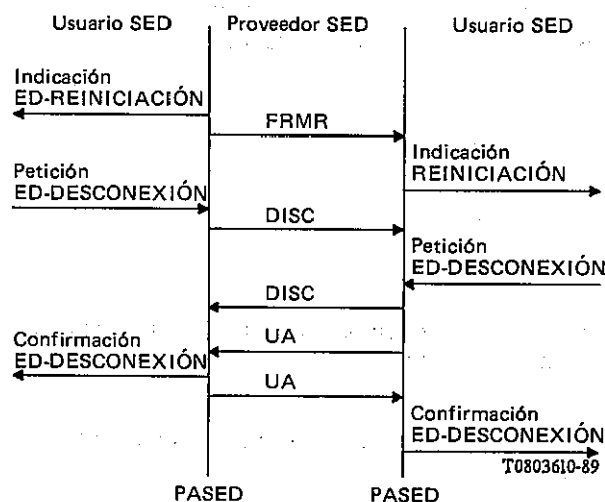 Usuario SED
Proveedor SED
Usuario SED
Indicación
ED-REINICIACIÓN
FRMR
Indicación
REINICIACIÓN
Petición
ED-DESCONEXIÓN
DISC
Petición
ED-DESCONEXIÓN
DISC
Confirmación
ED-DESCONEXIÓN
UA
UA
Confirmación
ED-DESCONEXIÓN
T0803610-89
PASED
PASED